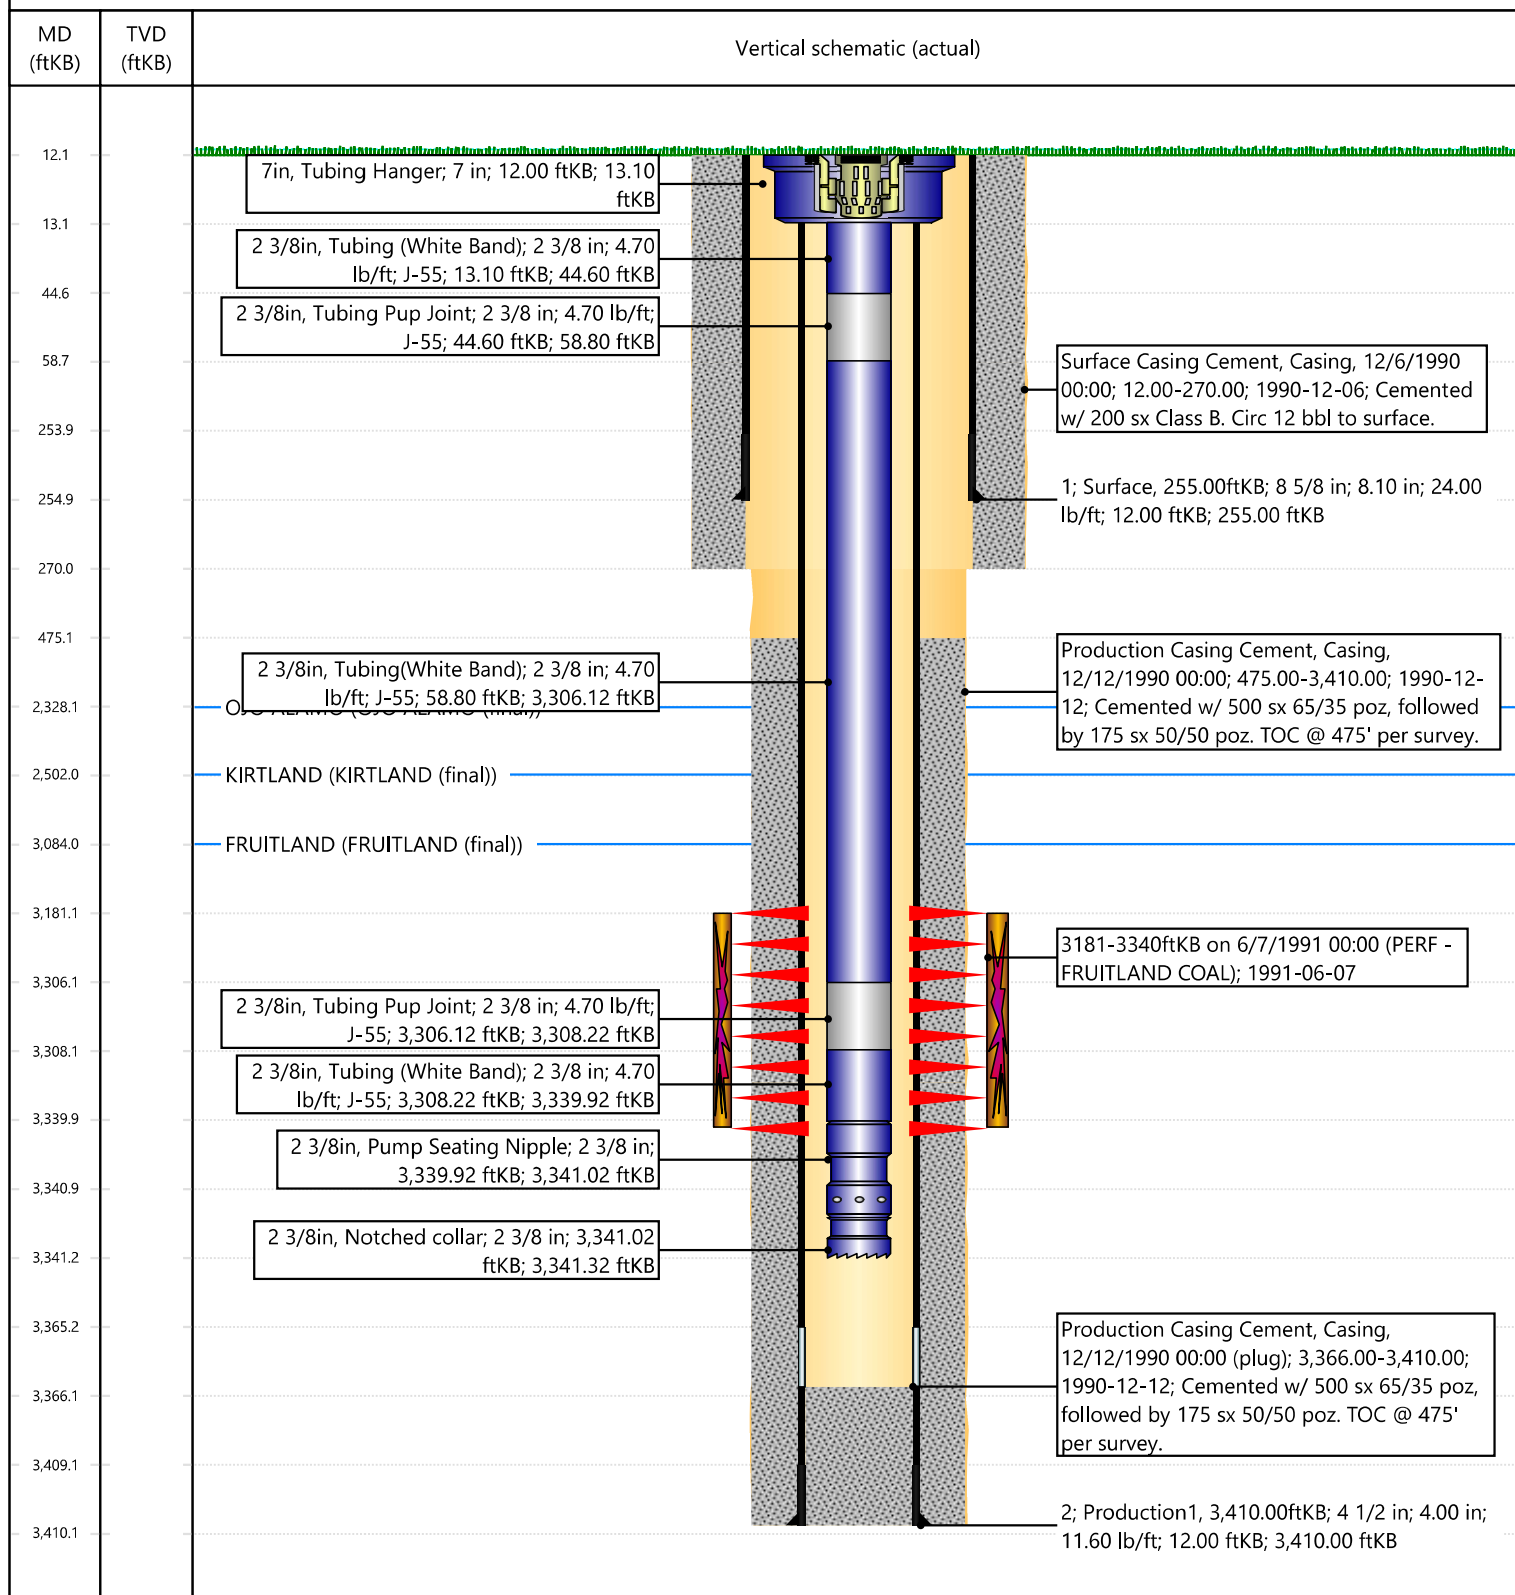 MD
(ftKB)
TVD
(ftKB)
Vertical schematic (actual)
12.1
7in, Tubing Hanger; 7 in; 12.00 ftKB; 13.10
ftKB
13.1
2 3/8in, Tubing (White Band); 2 3/8 in; 4.70
lb/ft; J-55; 13.10 ftKB; 44.60 ftKB
44.6
2 3/8in, Tubing Pup Joint; 2 3/8 in; 4.70 lb/ft;
J-55; 44.60 ftKB; 58.80 ftKB
58.7
Surface Casing Cement, Casing, 12/6/1990
00:00; 12.00-270.00; 1990-12-06; Cemented
w/ 200 sx Class B. Circ 12 bbl to surface.
253.9
254.9
1; Surface, 255.00ftKB; 8 5/8 in; 8.10 in; 24.00
lb/ft; 12.00 ftKB; 255.00 ftKB
270.0
475.1
2 3/8in, Tubing(White Band); 2 3/8 in; 4.70
lb/ft; J-55; 58.80 ftKB; 3,306.12 ftKB
Production Casing Cement, Casing,
12/12/1990 00:00; 475.00-3,410.00; 1990-12-
12; Cemented w/ 500 sx 65/35 poz, followed
by 175 sx 50/50 poz. TOC @ 475' per survey.
2,328.1
OJO ALAMO (OJO ALAMO (final))
2,502.0
KIRTLAND (KIRTLAND (final))
3,084.0
FRUITLAND (FRUITLAND (final))
3,181.1
3181-3340ftKB on 6/7/1991 00:00 (PERF -
FRUITLAND COAL); 1991-06-07
3,306.1
2 3/8in, Tubing Pup Joint; 2 3/8 in; 4.70 lb/ft;
J-55; 3,306.12 ftKB; 3,308.22 ftKB
3,308.1
2 3/8in, Tubing (White Band); 2 3/8 in; 4.70
lb/ft; J-55; 3,308.22 ftKB; 3,339.92 ftKB
3,339.9
2 3/8in, Pump Seating Nipple; 2 3/8 in;
3,339.92 ftKB; 3,341.02 ftKB
3,340.9
2 3/8in, Notched collar; 2 3/8 in; 3,341.02
ftKB; 3,341.32 ftKB
3,341.2
3,365.2
Production Casing Cement, Casing,
12/12/1990 00:00 (plug); 3,366.00-3,410.00;
1990-12-12; Cemented w/ 500 sx 65/35 poz,
followed by 175 sx 50/50 poz. TOC @ 475'
per survey.
3,366.1
3,409.1
2; Production1, 3,410.00ftKB; 4 1/2 in; 4.00 in;
11.60 lb/ft; 12.00 ftKB; 3,410.00 ftKB
3,410.1